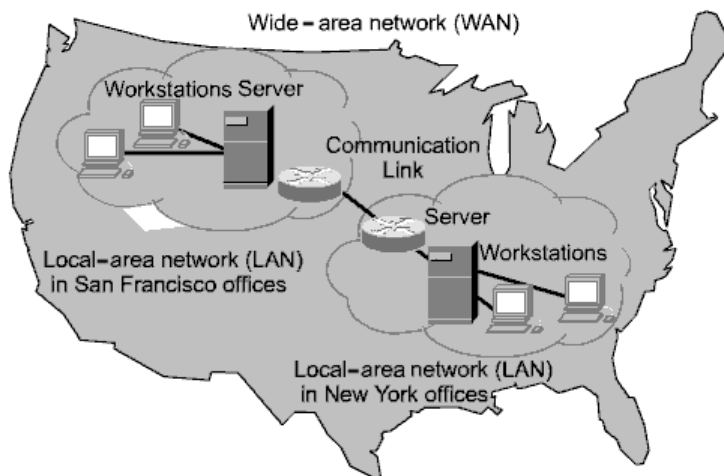 Wide-area network (WAN)
Workstations Server
Communication
Link
Server
Workstations
Local-area network (LAN)
in San Francisco offices
Local-area network (LAN)
in New York offices